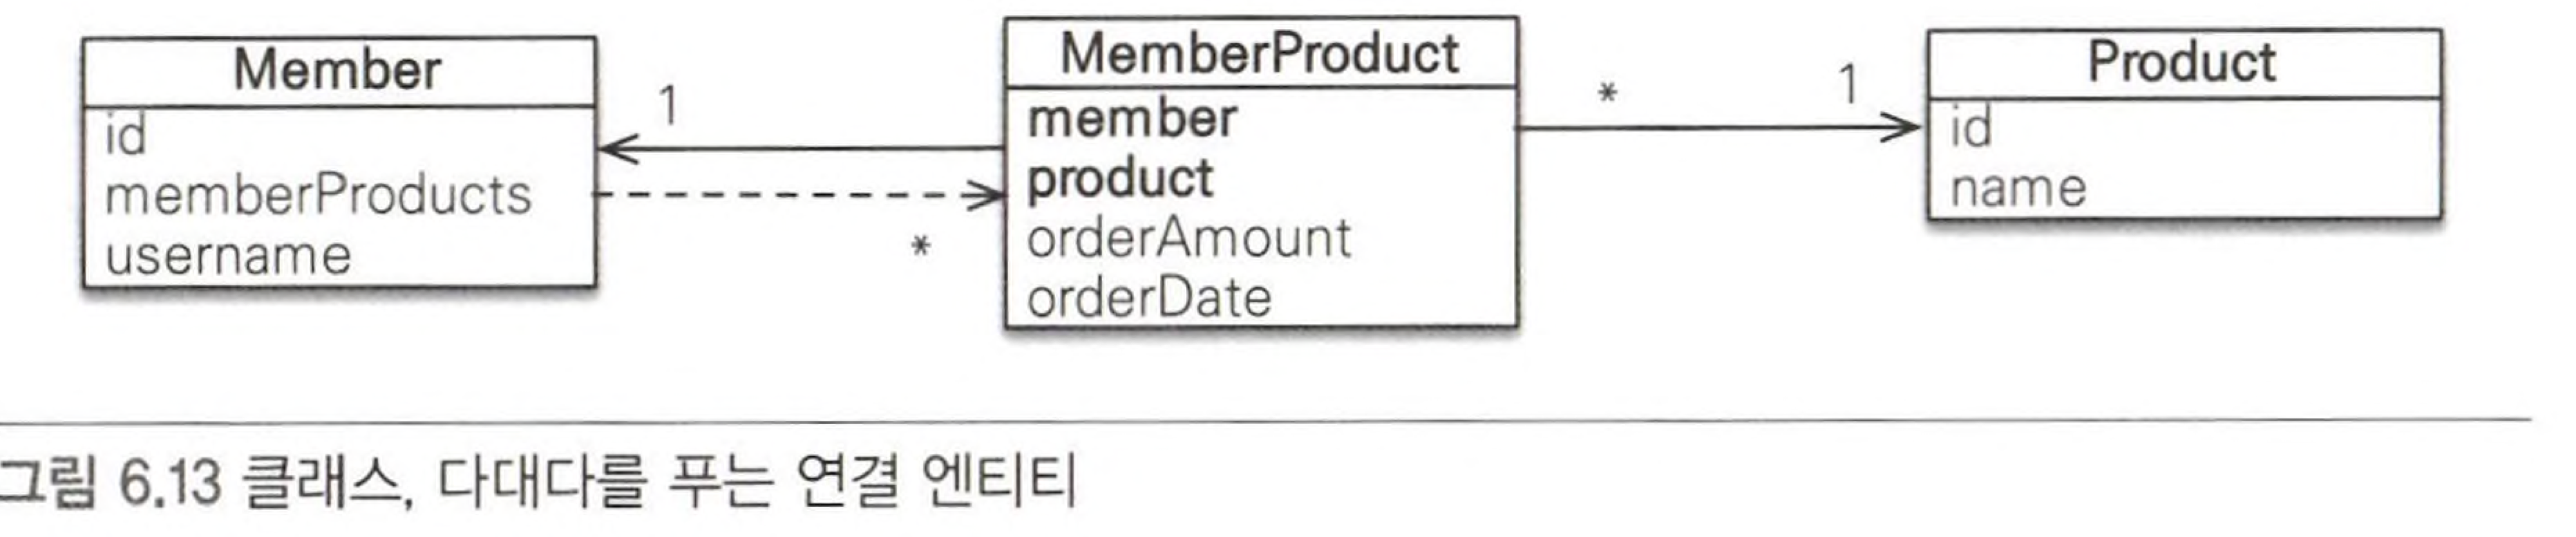 Member
id
memberProducts
username
1
*
MemberProduct
member
product
orderAmount
orderDate
*
1
Product
id
name
그림 6.13 클래스, 다대다를 푸는 연결 엔티티